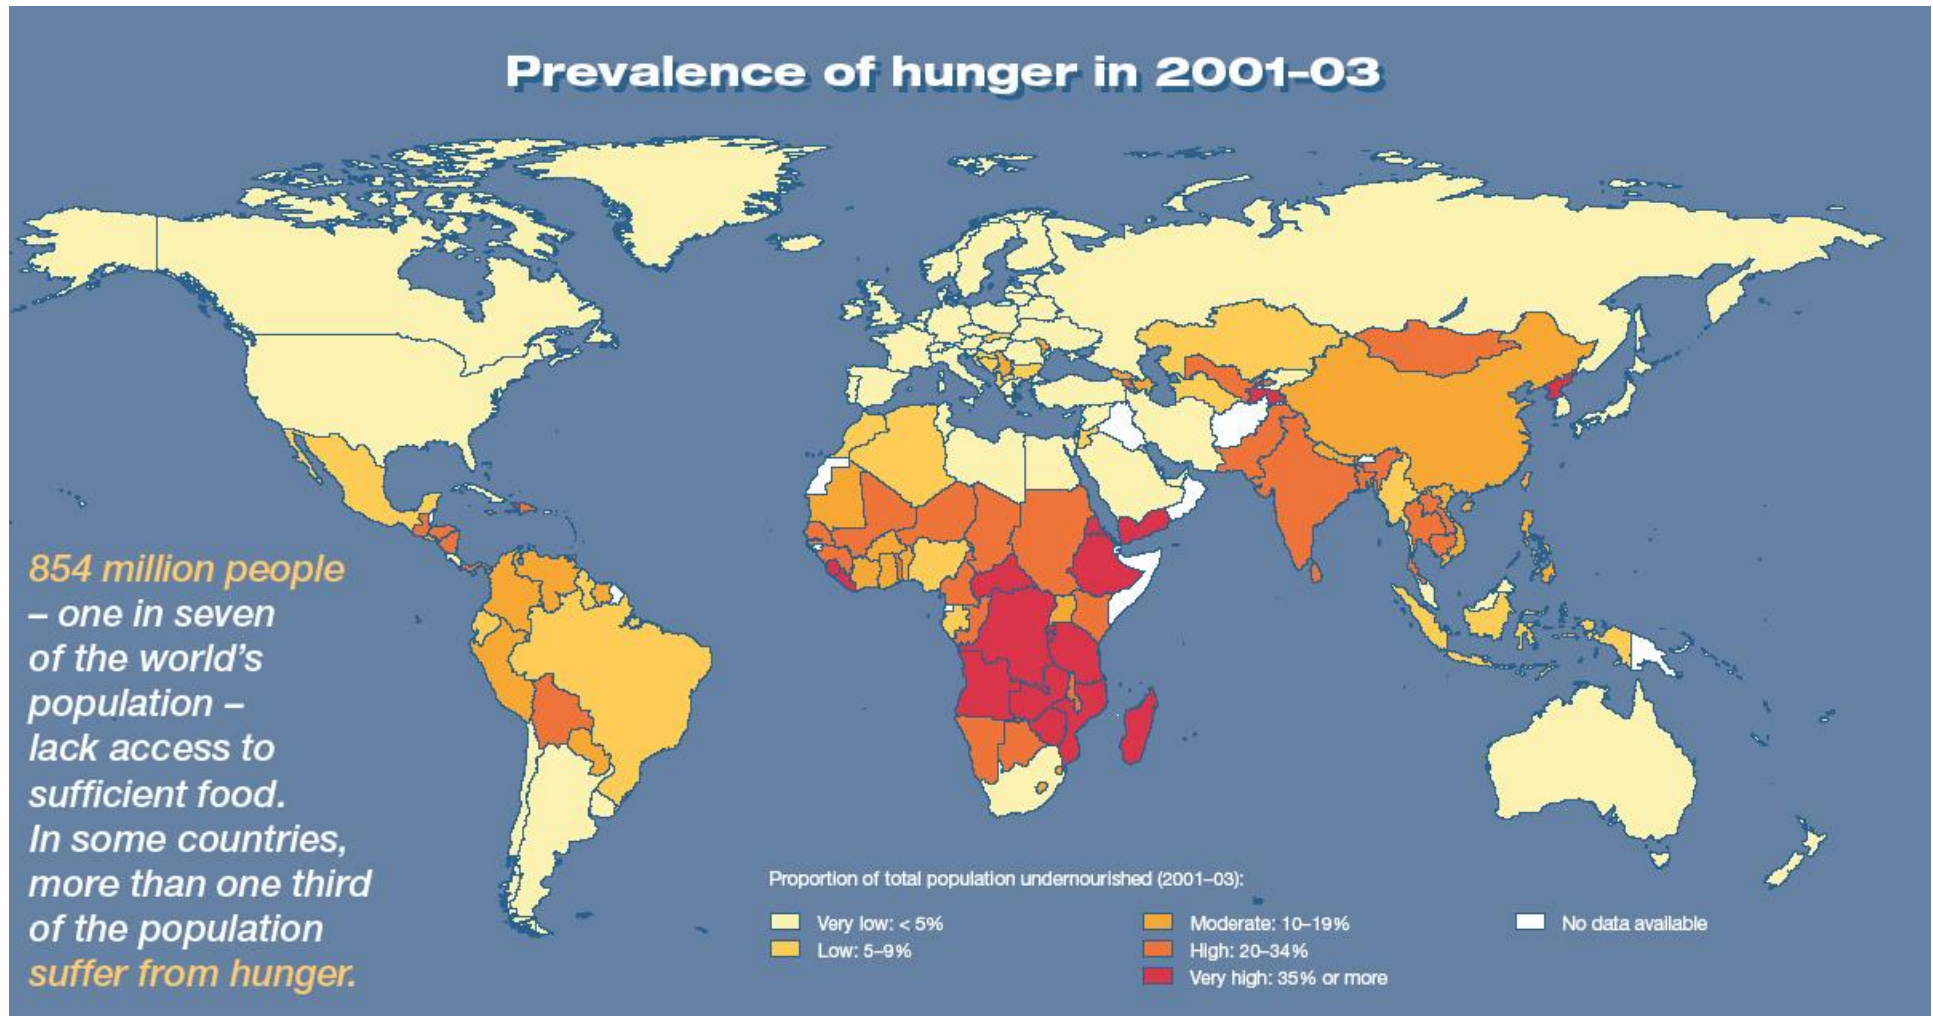 Prevalence of hunger in 2001–03
854 million people
– one in seven
of the world's
population –
lack access to
sufficient food.
In some countries,
more than one third
of the population
suffer from hunger.
Proportion of total population undernourished (2001–03):
Very low: < 5%
Low: 5–9%
Moderate: 10–19%
High: 20–34%
Very high: 35% or more
No data available